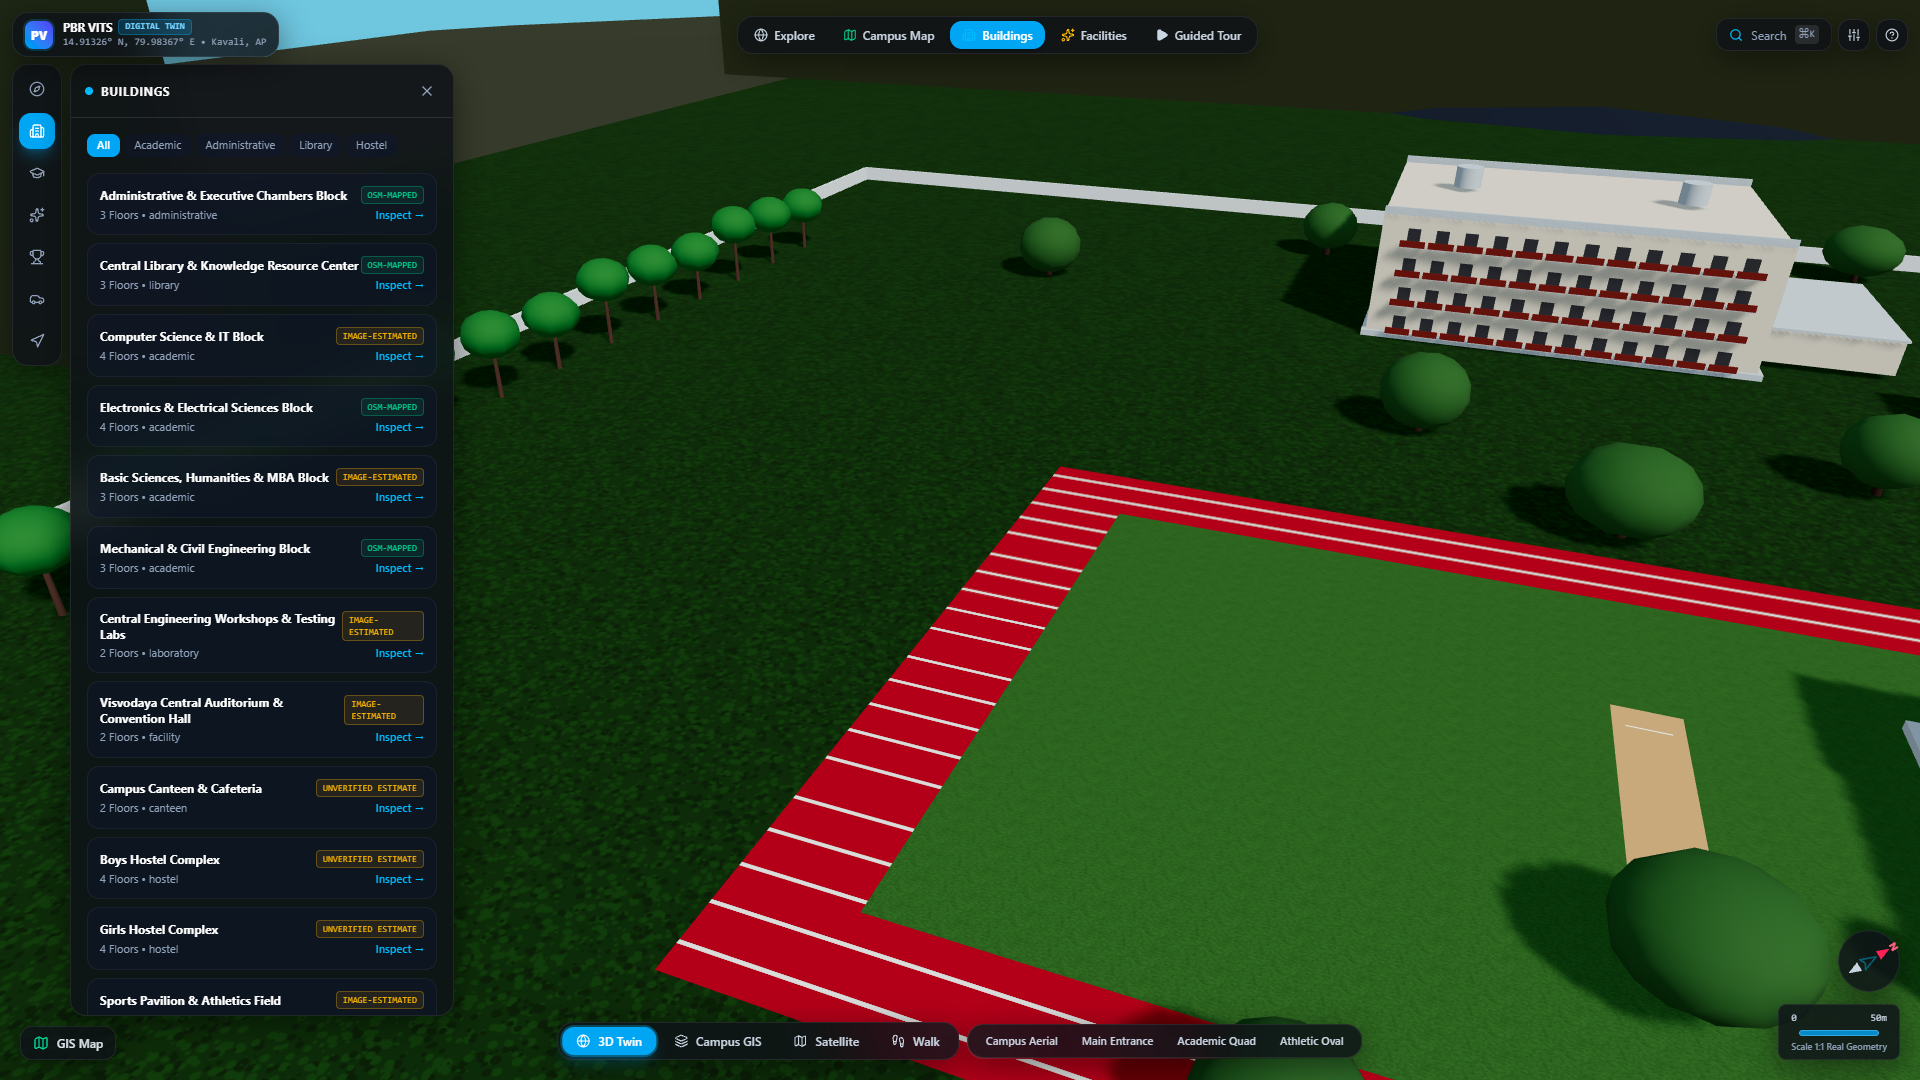 PV
PBR VITS
DIGITAL TWIN
14.91326° N, 79.98367° E • Kavali, AP
Explore
Campus Map
Buildings
Facilities
Guided Tour
Search
⌘K
BUILDINGS
All
Academic
Administrative
Library
Hostel
Administrative & Executive Chambers Block
OSM-MAPPED
3 Floors • administrative
Inspect →
Central Library & Knowledge Resource Center
OSM-MAPPED
3 Floors • library
Inspect →
Computer Science & IT Block
IMAGE-ESTIMATED
4 Floors • academic
Inspect →
Electronics & Electrical Sciences Block
OSM-MAPPED
4 Floors • academic
Inspect →
Basic Sciences, Humanities & MBA Block
IMAGE-ESTIMATED
3 Floors • academic
Inspect →
Mechanical & Civil Engineering Block
OSM-MAPPED
3 Floors • academic
Inspect →
Central Engineering Workshops & Testing
Labs
IMAGE-
ESTIMATED
2 Floors • laboratory
Inspect →
Visvodaya Central Auditorium &
Convention Hall
IMAGE-
ESTIMATED
2 Floors • facility
Inspect →
Campus Canteen & Cafeteria
UNVERIFIED ESTIMATE
2 Floors • canteen
Inspect →
Boys Hostel Complex
UNVERIFIED ESTIMATE
4 Floors • hostel
Inspect →
Girls Hostel Complex
UNVERIFIED ESTIMATE
4 Floors • hostel
Inspect →
Sports Pavilion & Athletics Field
IMAGE-ESTIMATED
GIS Map
3D Twin
Campus GIS
Satellite
Walk
Campus Aerial
Main Entrance
Academic Quad
Athletic Oval
N
0
50m
Scale 1:1 Real Geometry